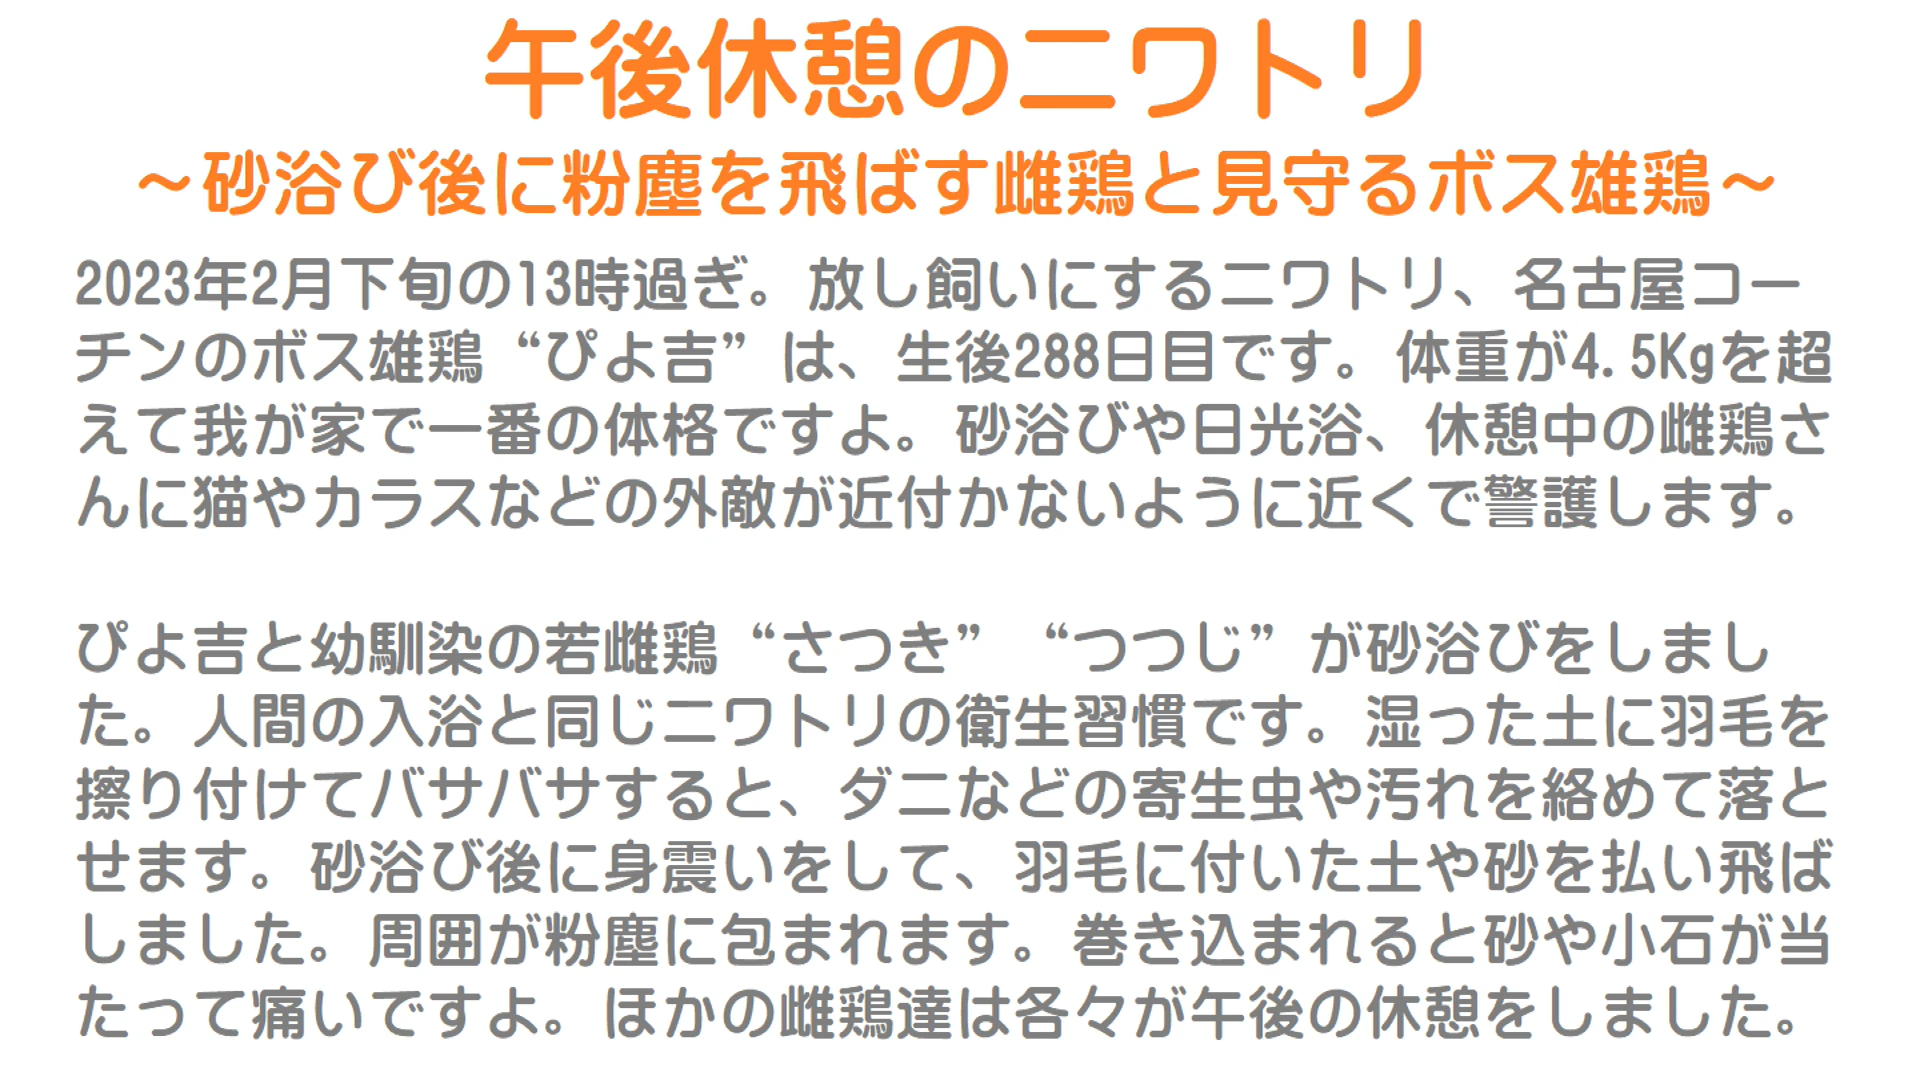 午後休憩のニワトリ
～砂浴び後に粉塵を飛ばす雌鶏と見守るボス雄鶏～
2023年2月下旬の13時過ぎ。放し飼いにするニワトリ、名古屋コー
チンのボス雄鶏“ぴよ吉”は、生後288日目です。体重が4.5Kgを超
えて我が家で一番の体格ですよ。砂浴びや日光浴、休憩中の雌鶏さ
んに猫やカラスなどの外敵が近付かないように近くで警護します。
ぴよ吉と幼馴染の若雌鶏“さつき”“つつじ”が砂浴びをしまし
た。人間の入浴と同じニワトリの衛生習慣です。湿った土に羽毛を
擦り付けてバサバサすると、ダニなどの寄生虫や汚れを絡めて落と
せます。砂浴び後に身震いをして、羽毛に付いた土や砂を払い飛ば
しました。周囲が粉塵に包まれます。巻き込まれると砂や小石が当
たって痛いですよ。ほかの雌鶏達は各々が午後の休憩をしました。